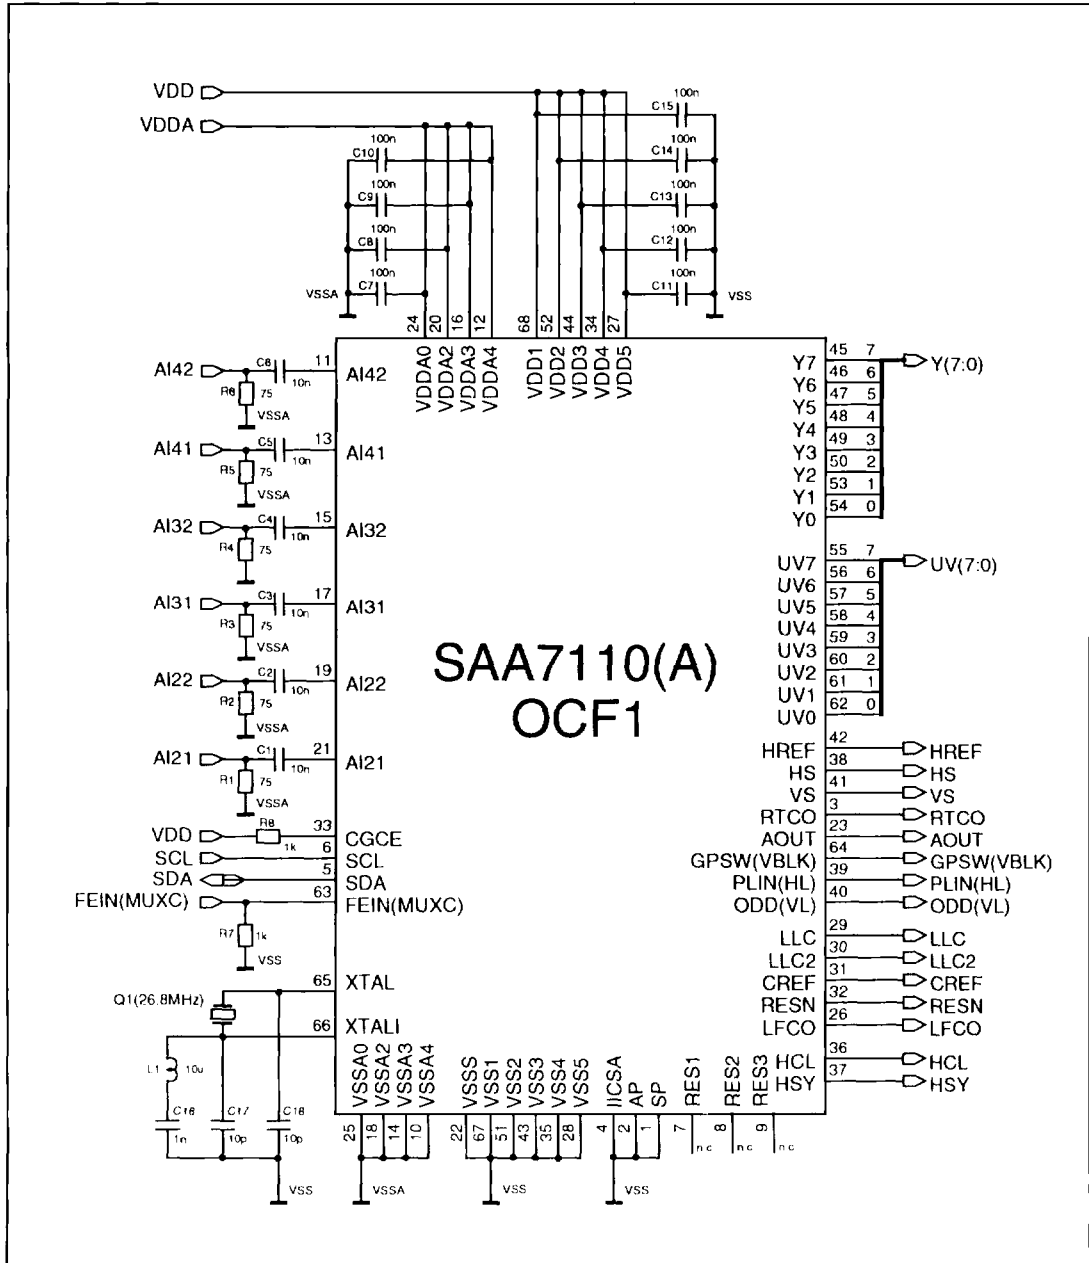 VDD
VDDA
C15 100n
C10 100n
C14 100n
C9 100n
C13 100n
C8 100n
C12 100n
C7 100n
C11 100n
VSSA
VSS
24 20 16 12 68 52 44 34 27
VDDA0 VDDA2 VDDA3 VDDA4 VDD1 VDD2 VDD3 VDD4 VDD5
AI42 C6 10n 11 AI42
R6 75
VSSA
AI41 C5 10n 13 AI41
R5 75
VSSA
AI32 C4 10n 15 AI32
R4 75
AI31 C3 10n 17 AI31
R3 75
VSSA
AI22 C2 10n 19 AI22
R2 75
VSSA
AI21 C1 10n 21 AI21
R1 75
VSSA
VDD R8 1k 33 CGCE
SCL 6 SCL
SDA 5 SDA
FEIN(MUXC) 63 FEIN(MUXC)
R7 1k
VSS
65 XTAL
Q1(26.8MHz)
66 XTALI
L1 10u
C16 C17 C18
1n 10p 10p
VSS
SAA7110(A)
OCF1
Y7 45 7 Y(7:0)
Y6 46 6
Y5 47 5
Y4 48 4
Y3 49 3
Y2 50 2
Y1 53 1
Y0 54 0
UV7 55 7 UV(7:0)
UV6 56 6
UV5 57 5
UV4 58 4
UV3 59 3
UV2 60 2
UV1 61 1
UV0 62 0
HREF 42 HREF
HS 38 HS
VS 41 VS
RTCO 3 RTCO
AOUT 23 AOUT
GPSW(VBLK) 64 GPSW(VBLK)
PLIN(HL) 39 PLIN(HL)
ODD(VL) 40 ODD(VL)
LLC 29 LLC
LLC2 30 LLC2
CREF 31 CREF
RESN 32 RESN
LFCO 26 LFCO
HCL 36 HCL
HSY 37 HSY
VSSA0 VSSA2 VSSA3 VSSA4 VSSS VSS1 VSS2 VSS3 VSS4 VSS5 IICSA AP SP RES1 RES2 RES3
25 18 14 10 22 67 51 43 35 28 4 2 1 7 8 9
nc nc nc
VSSA VSS VSS